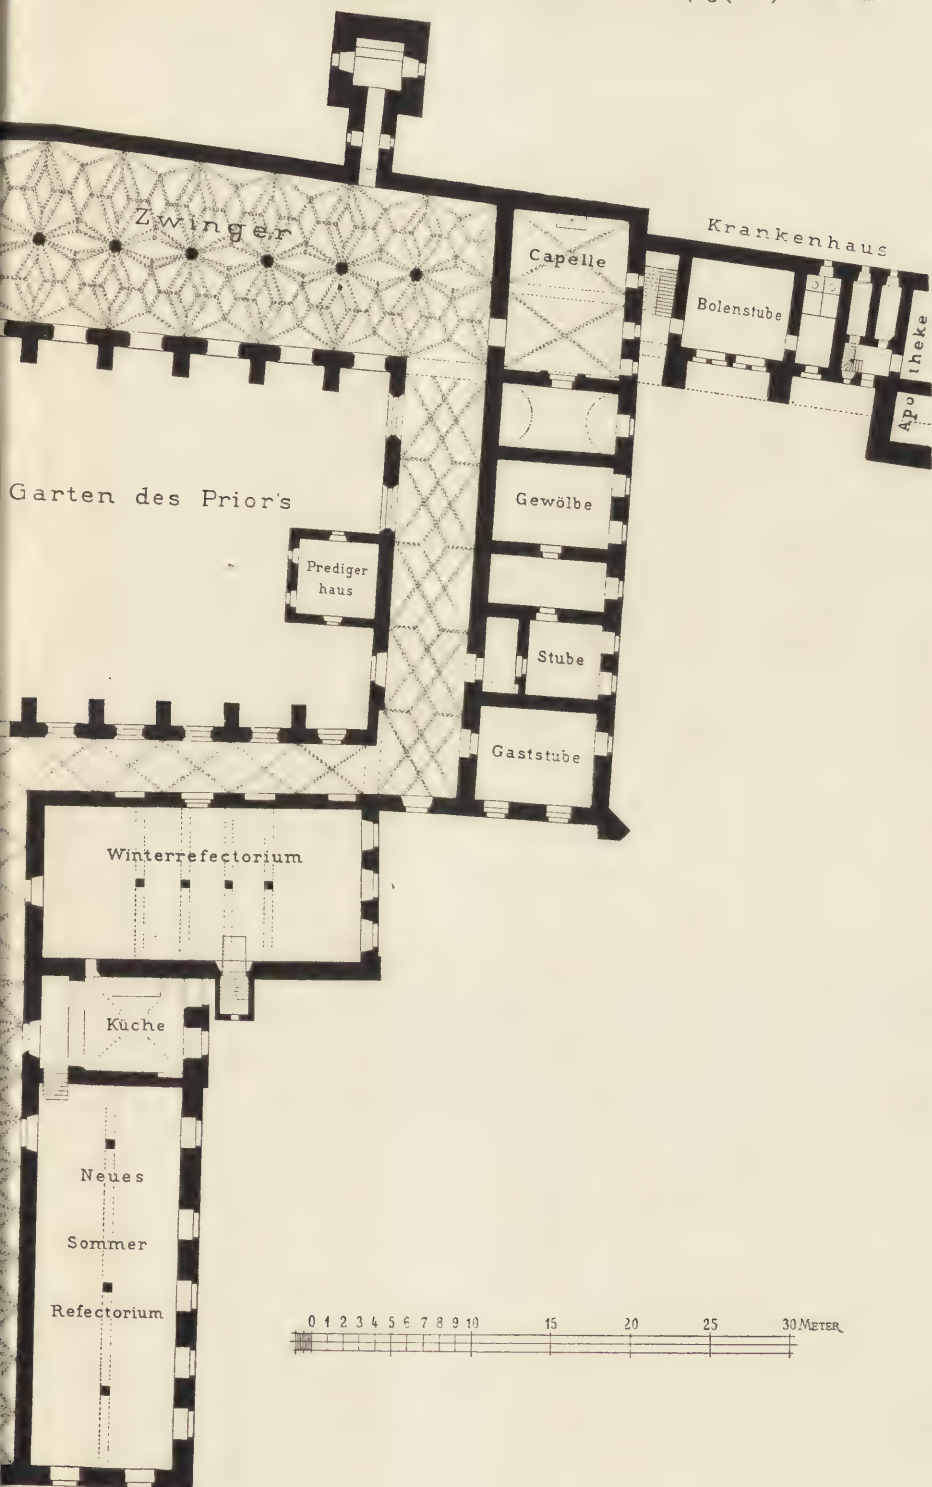 Zwinger
Capelle
Krankenhaus
Bolenstube
Apotheke
Garten des Prior's
Gewölbe
Prediger
haus
Stube
Gaststube
Winterrefectorium
Küche
Neues
Sommer
Refectorium
0 1 2 3 4 5 6 7 8 9 10 15 20 25 30 METER